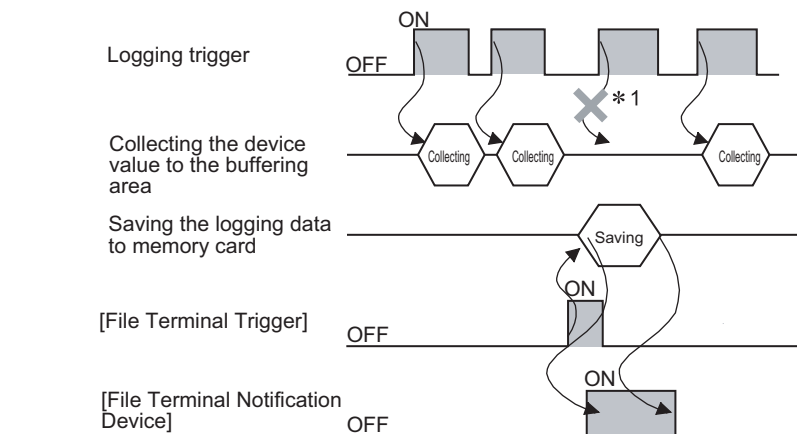 ON
Logging trigger
OFF
*1
Collecting the device
value to the buffering
area
Collecting
Collecting
Collecting
Saving the logging data
to memory card
Saving
ON
[File Terminal Trigger]
OFF
ON
[File Terminal Notification
Device]
OFF